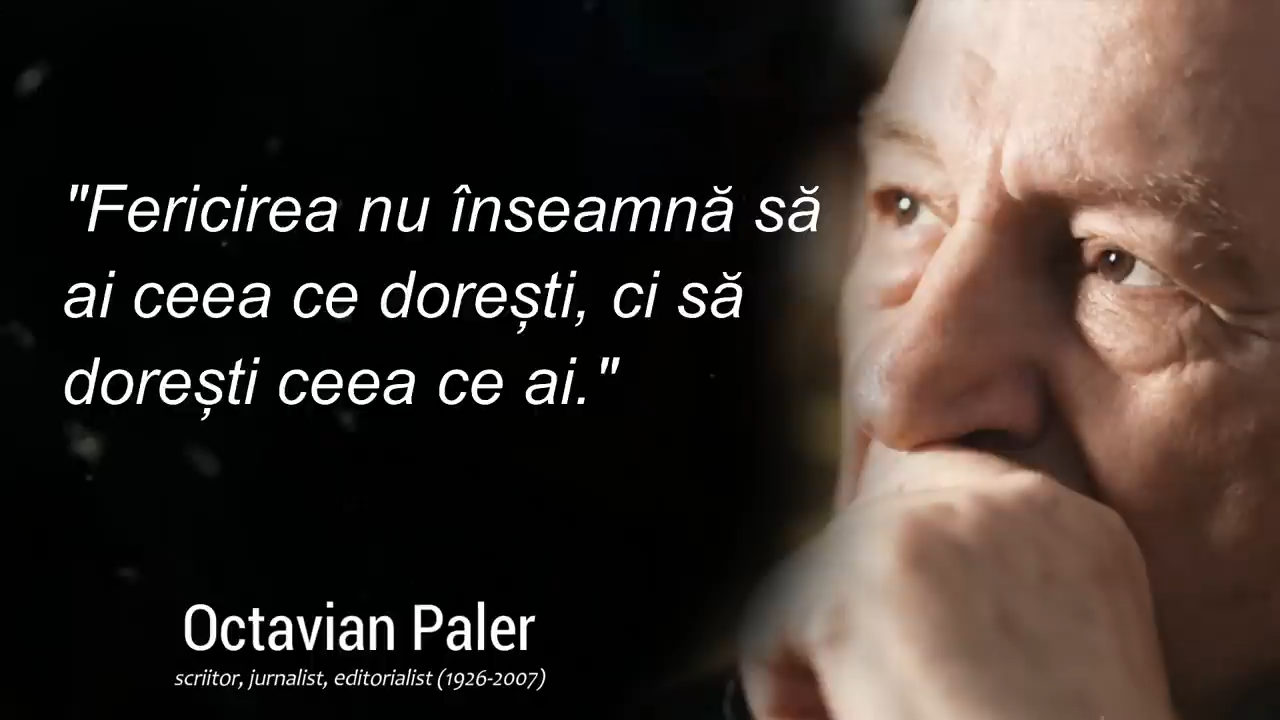 "Fericirea nu înseamnă să
ai ceea ce dorești, ci să
dorești ceea ce ai."
Octavian Paler
scriitor, jurnalist, editorialist (1926-2007)